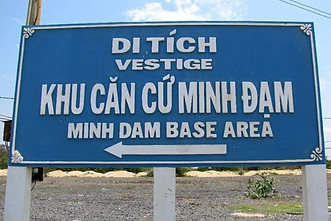 DI TÍCH
VESTIGE
KHU CĂN CỨ MINH ĐẠM
MINH DAM BASE AREA